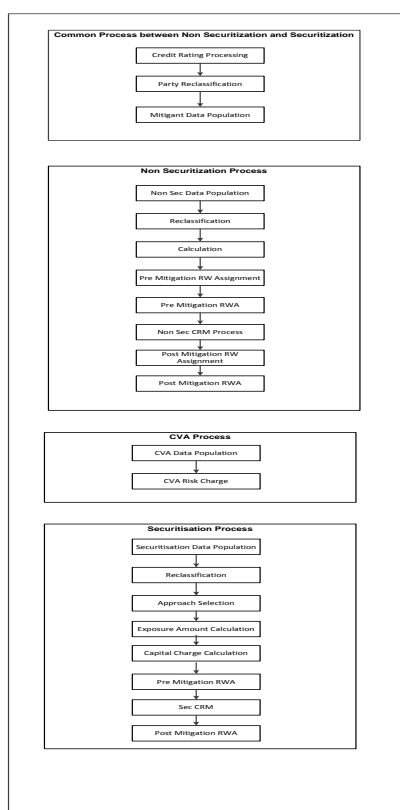 Common Process between Non Securitization and Securitization
Credit Rating Processing
Party Reclassification
Mitigant Data Population
Non Securitization Process
Non Sec Data Population
Reclassification
Calculation
Pre Mitigation RW Assignment
Pre Mitigation RWA
Non Sec CRM Process
Post Mitigation RW
Assignment
Post Mitigation RWA
CVA Process
CVA Data Population
CVA Risk Charge
Securitisation Process
Securitisation Data Population
Reclassification
Approach Selection
Exposure Amount Calculation
Capital Charge Calculation
Pre Mitigation RWA
Sec CRM
Post Mitigation RWA